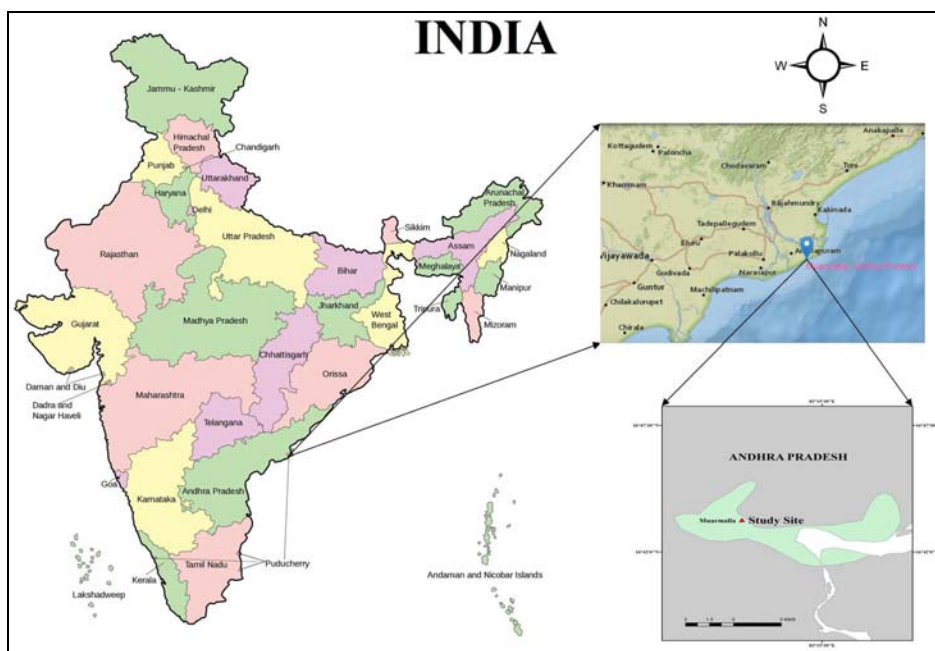 INDIA
N
W
E
S
Jammu - Kashmir
Himachal
Pradesh
Chandigarh
Punjab
Uttarakhand
Haryana
Delhi
Arunachal
Pradesh
Sikkim
Rajasthan
Uttar Pradesh
Assam
Nagaland
Bihar
Meghalaya
Manipur
Jharkhand
Tripura
West
Bengal
Gujarat
Madhya Pradesh
Mizoram
Chhattisgarh
Daman and Diu
Orissa
Maharashtra
Dadra and
Nagar Haveli
Telangana
Goa
Andhra Pradesh
Karnataka
Tamil Nadu
Puducherry
Kerala
Lakshadweep
Andaman and Nicobar Islands
Anakapalle
Kottagudem
Paloncha
Chodavaram
Tuni
Khammam
Rajahmundry
Kakinada
Tadepallegudem
Eluru
Palakollu
Vijayawada
Gudivada
Narasapur
Guntur
Machilipatnam
Chilakalurupet
Chirala
ANDHRA PRADESH
Muarmalla
Study Site